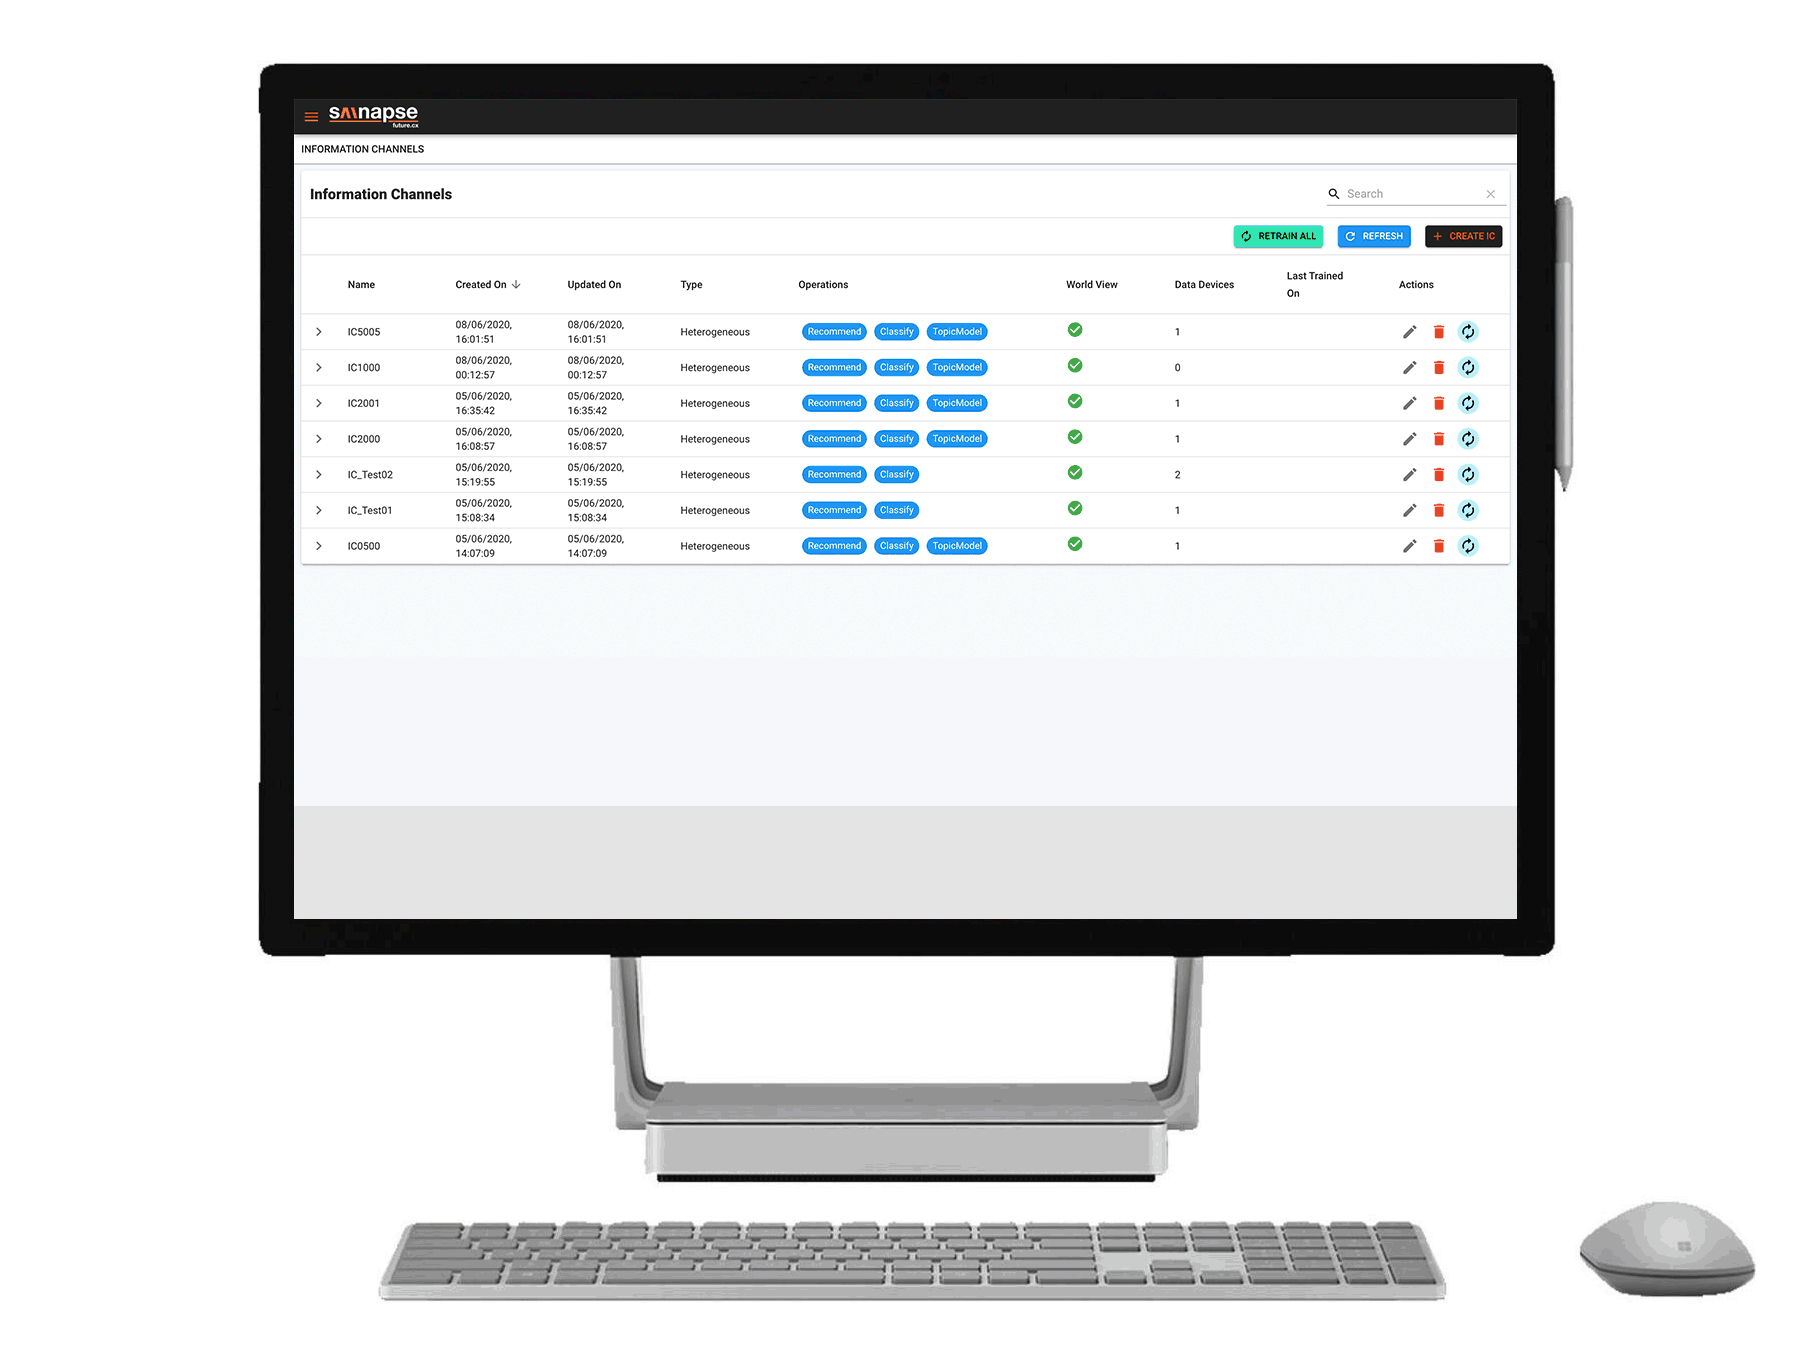 smnapse
future.cx
INFORMATION CHANNELS
Information Channels
Search
RETRAIN ALL REFRESH + CREATE IC
Name Created On Updated On Type Operations World View Data Devices Last Trained On Actions
IC5005 08/06/2020, 16:01:51 08/06/2020, 16:01:51 Heterogeneous Recommend Classify TopicModel 1
IC1000 08/06/2020, 00:12:57 08/06/2020, 00:12:57 Heterogeneous Recommend Classify TopicModel 0
IC2001 05/06/2020, 16:35:42 05/06/2020, 16:35:42 Heterogeneous Recommend Classify TopicModel 1
IC2000 05/06/2020, 16:08:57 05/06/2020, 16:08:57 Heterogeneous Recommend Classify TopicModel 1
IC_Test02 05/06/2020, 15:19:55 05/06/2020, 15:19:55 Heterogeneous Recommend Classify 2
IC_Test01 05/06/2020, 15:08:34 05/06/2020, 15:08:34 Heterogeneous Recommend Classify 1
IC0500 05/06/2020, 14:07:09 05/06/2020, 14:07:09 Heterogeneous Recommend Classify TopicModel 1